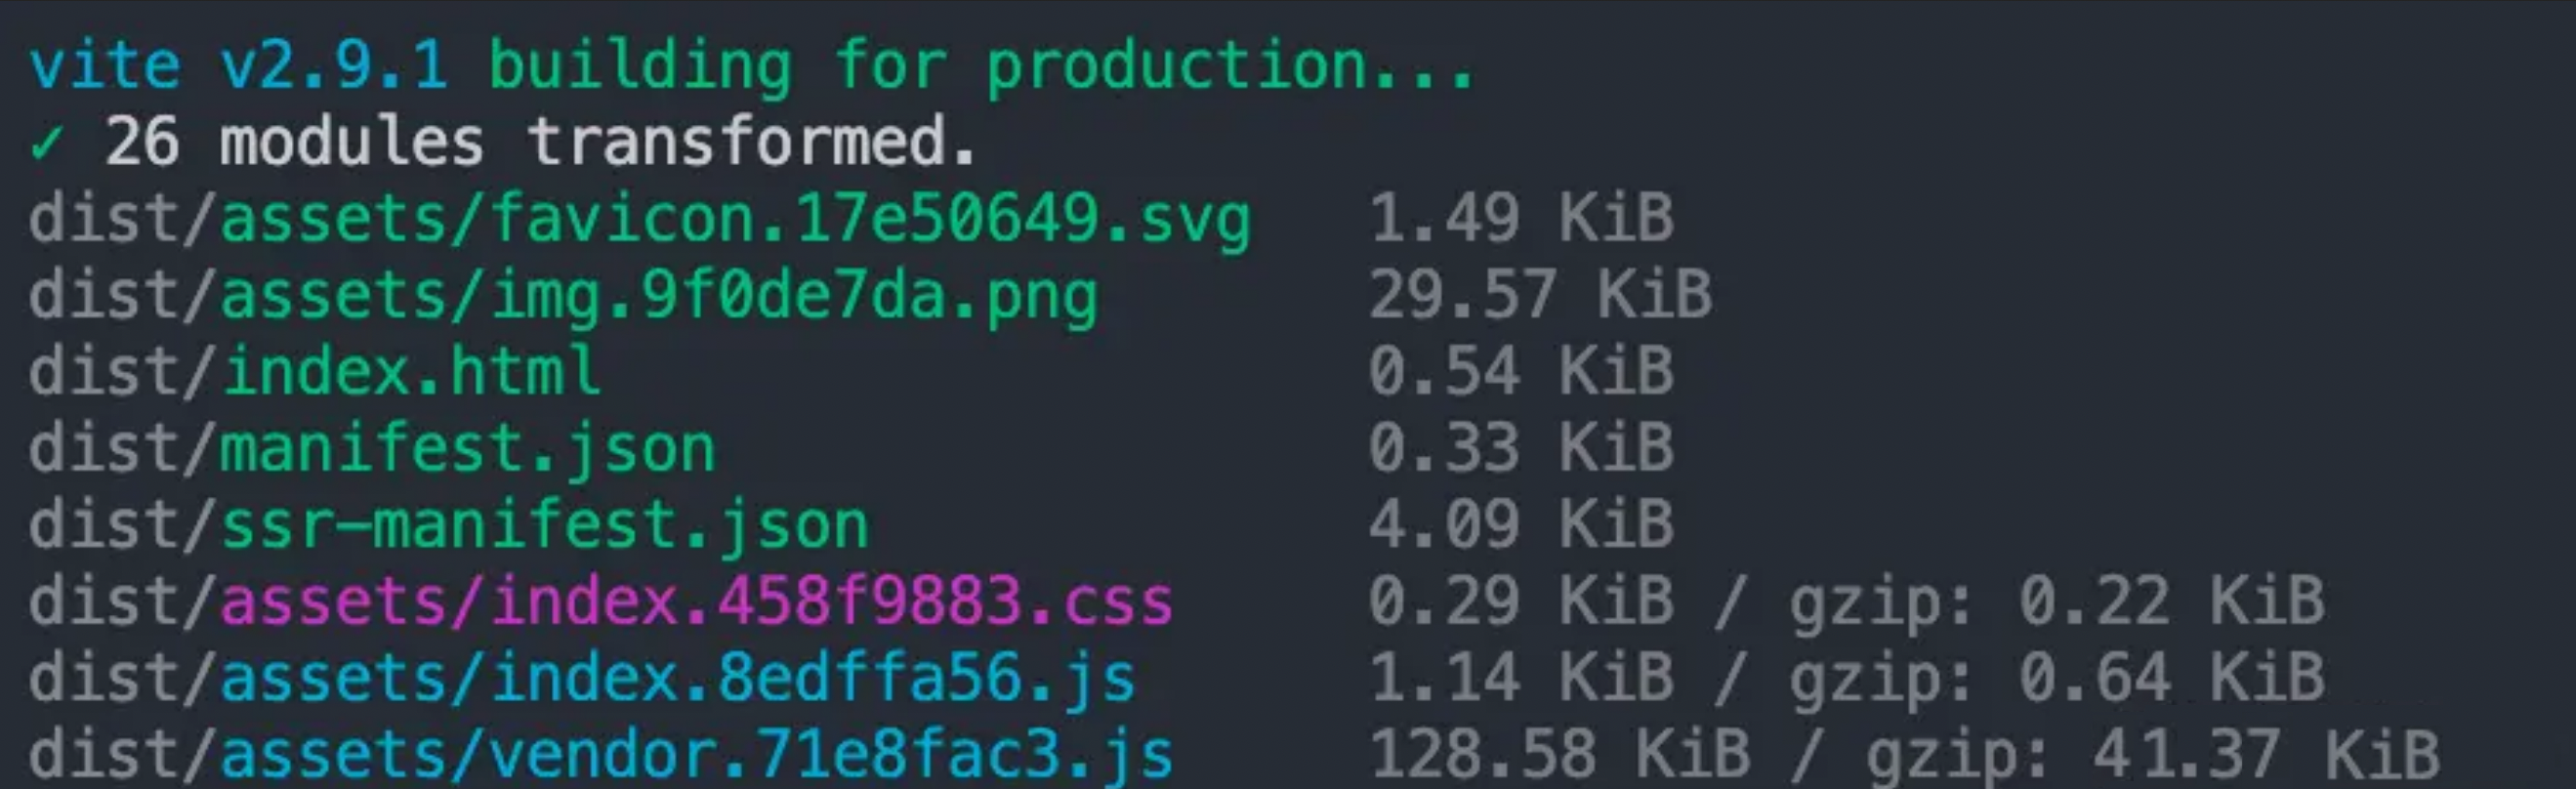 vite v2.9.1 building for production...
✓ 26 modules transformed.
dist/assets/favicon.17e50649.svg   1.49 KiB
dist/assets/img.9f0de7da.png       29.57 KiB
dist/index.html                    0.54 KiB
dist/manifest.json                 0.33 KiB
dist/ssr-manifest.json             4.09 KiB
dist/assets/index.458f9883.css     0.29 KiB / gzip: 0.22 KiB
dist/assets/index.8edffa56.js      1.14 KiB / gzip: 0.64 KiB
dist/assets/vendor.71e8fac3.js     128.58 KiB / gzip: 41.37 KiB